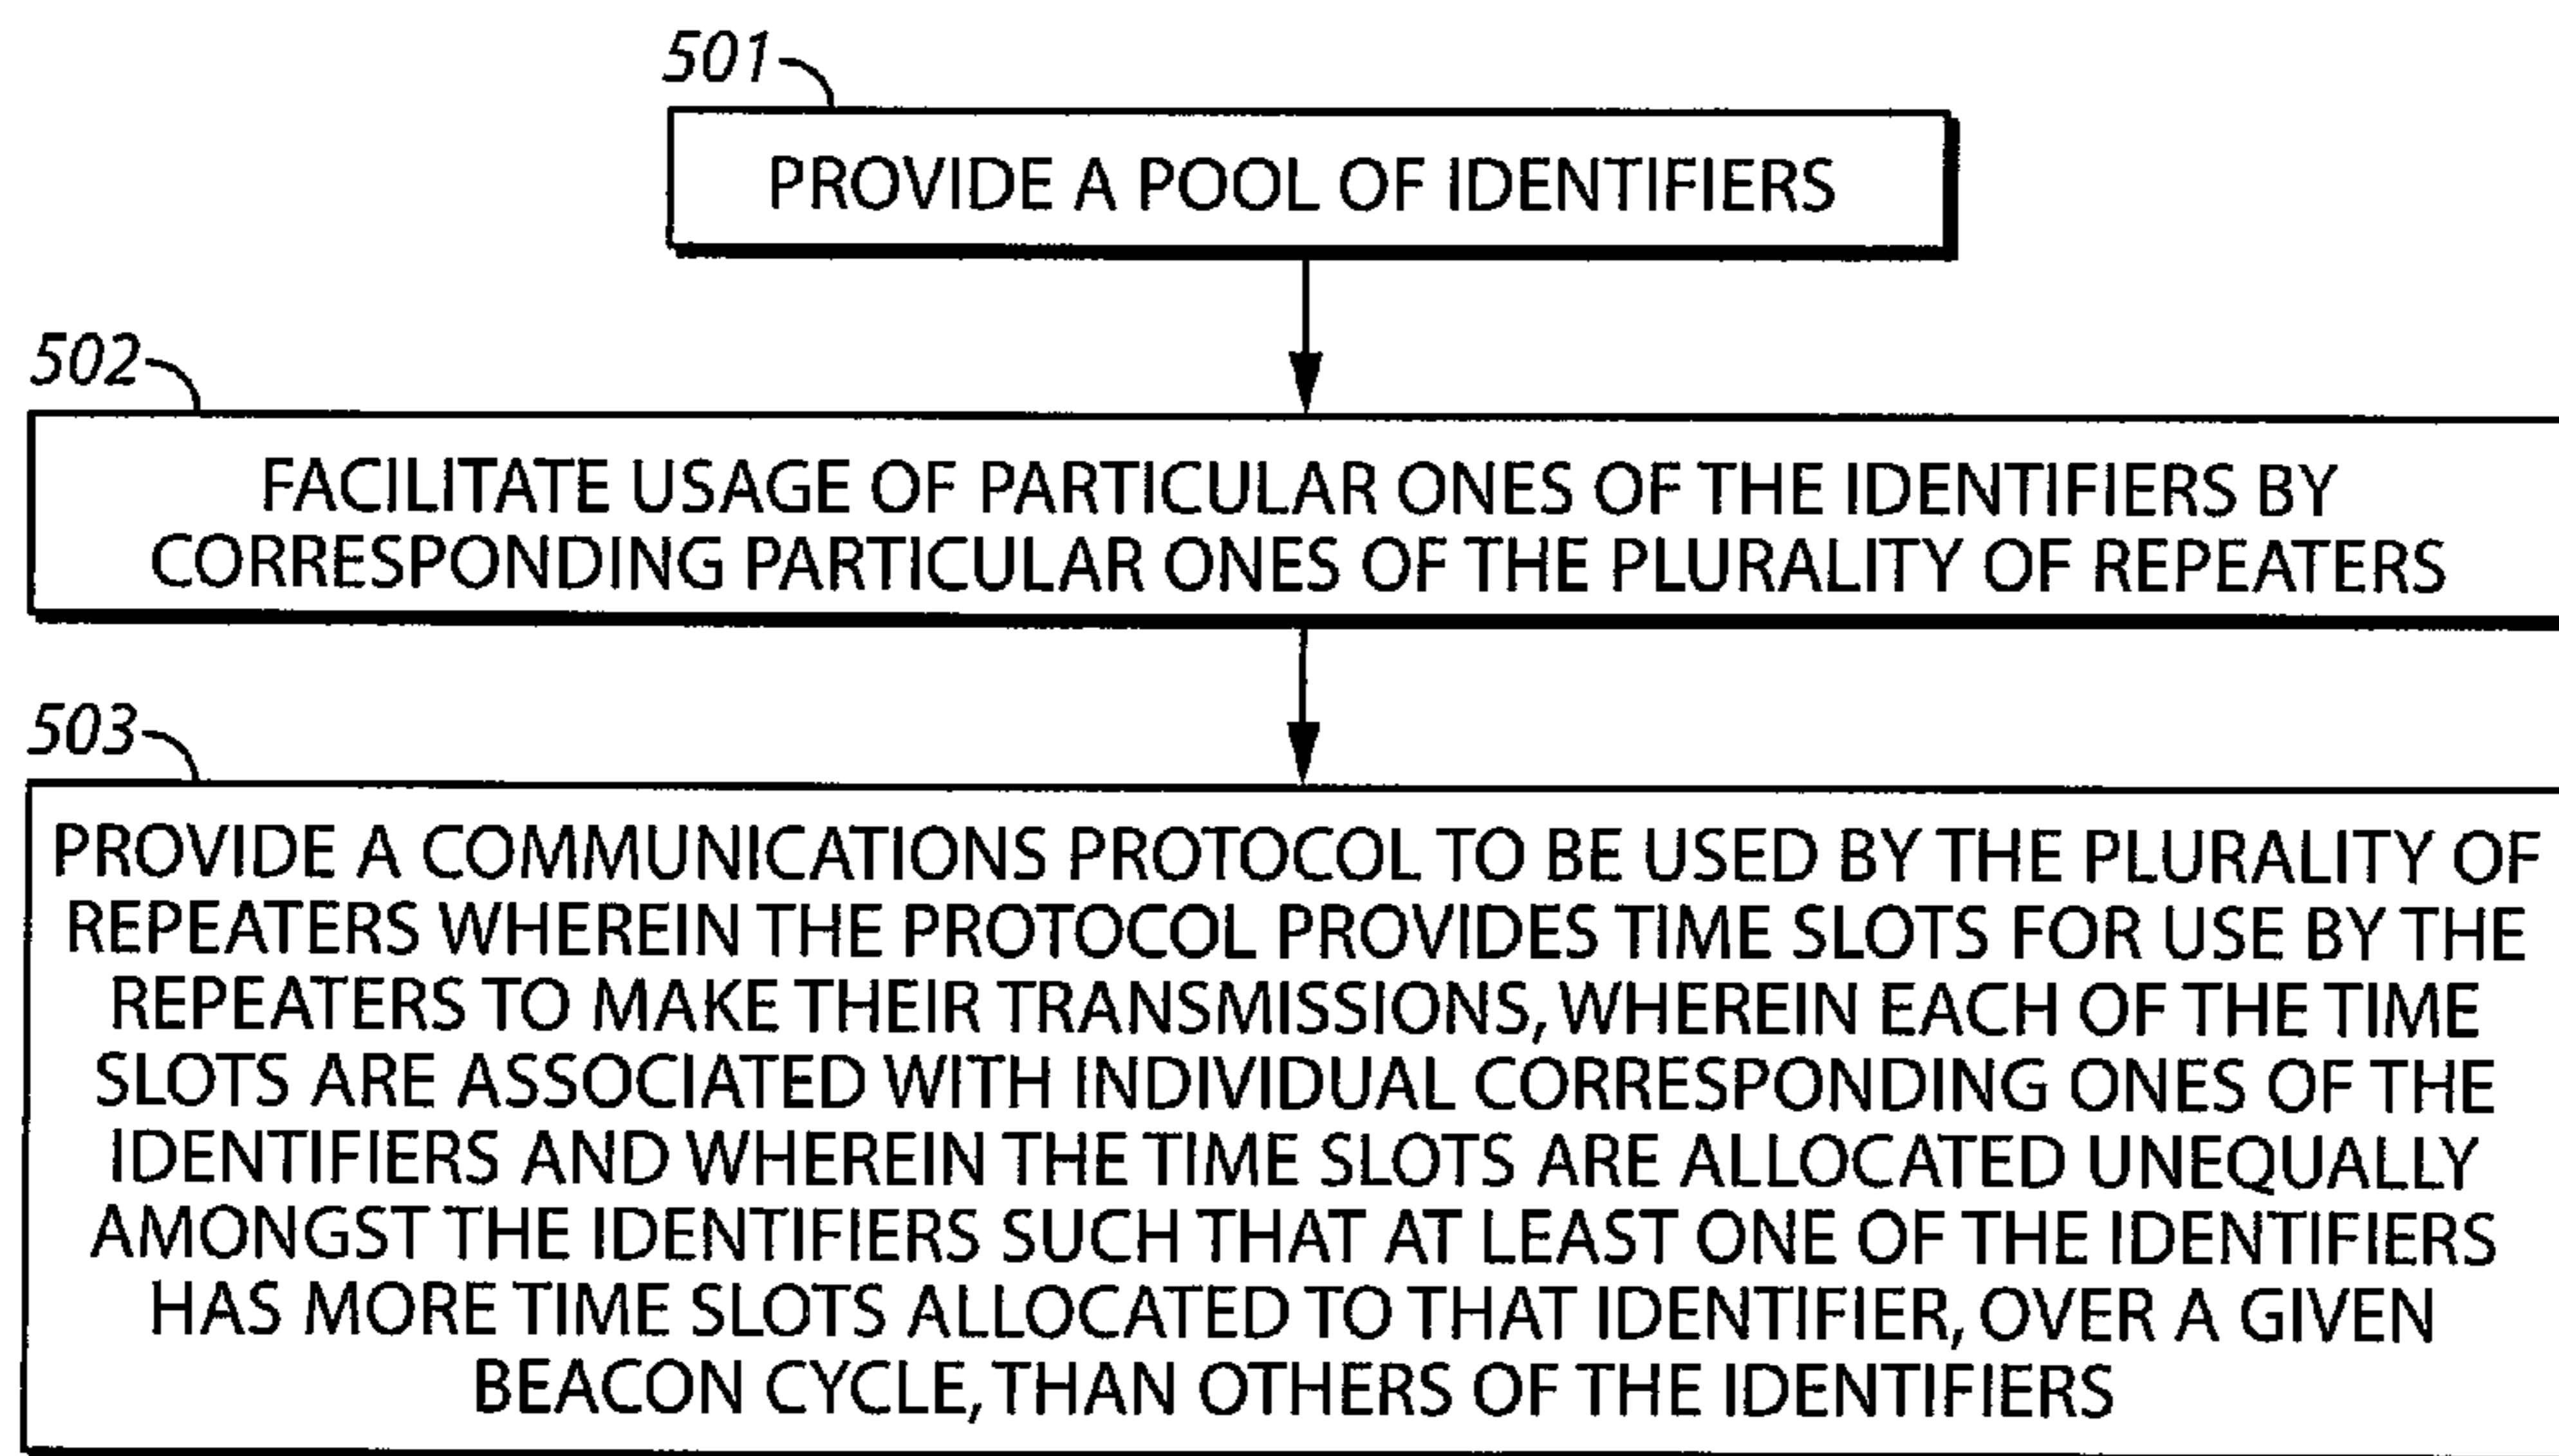 501
PROVIDE A POOL OF IDENTIFIERS
502
FACILITATE USAGE OF PARTICULAR ONES OF THE IDENTIFIERS BY
CORRESPONDING PARTICULAR ONES OF THE PLURALITY OF REPEATERS
503
PROVIDE A COMMUNICATIONS PROTOCOL TO BE USED BY THE PLURALITY OF
REPEATERS WHEREIN THE PROTOCOL PROVIDES TIME SLOTS FOR USE BY THE
REPEATERS TO MAKE THEIR TRANSMISSIONS, WHEREIN EACH OF THE TIME
SLOTS ARE ASSOCIATED WITH INDIVIDUAL CORRESPONDING ONES OF THE
IDENTIFIERS AND WHEREIN THE TIME SLOTS ARE ALLOCATED UNEQUALLY
AMONGST THE IDENTIFIERS SUCH THAT AT LEAST ONE OF THE IDENTIFIERS
HAS MORE TIME SLOTS ALLOCATED TO THAT IDENTIFIER, OVER A GIVEN
BEACON CYCLE, THAN OTHERS OF THE IDENTIFIERS